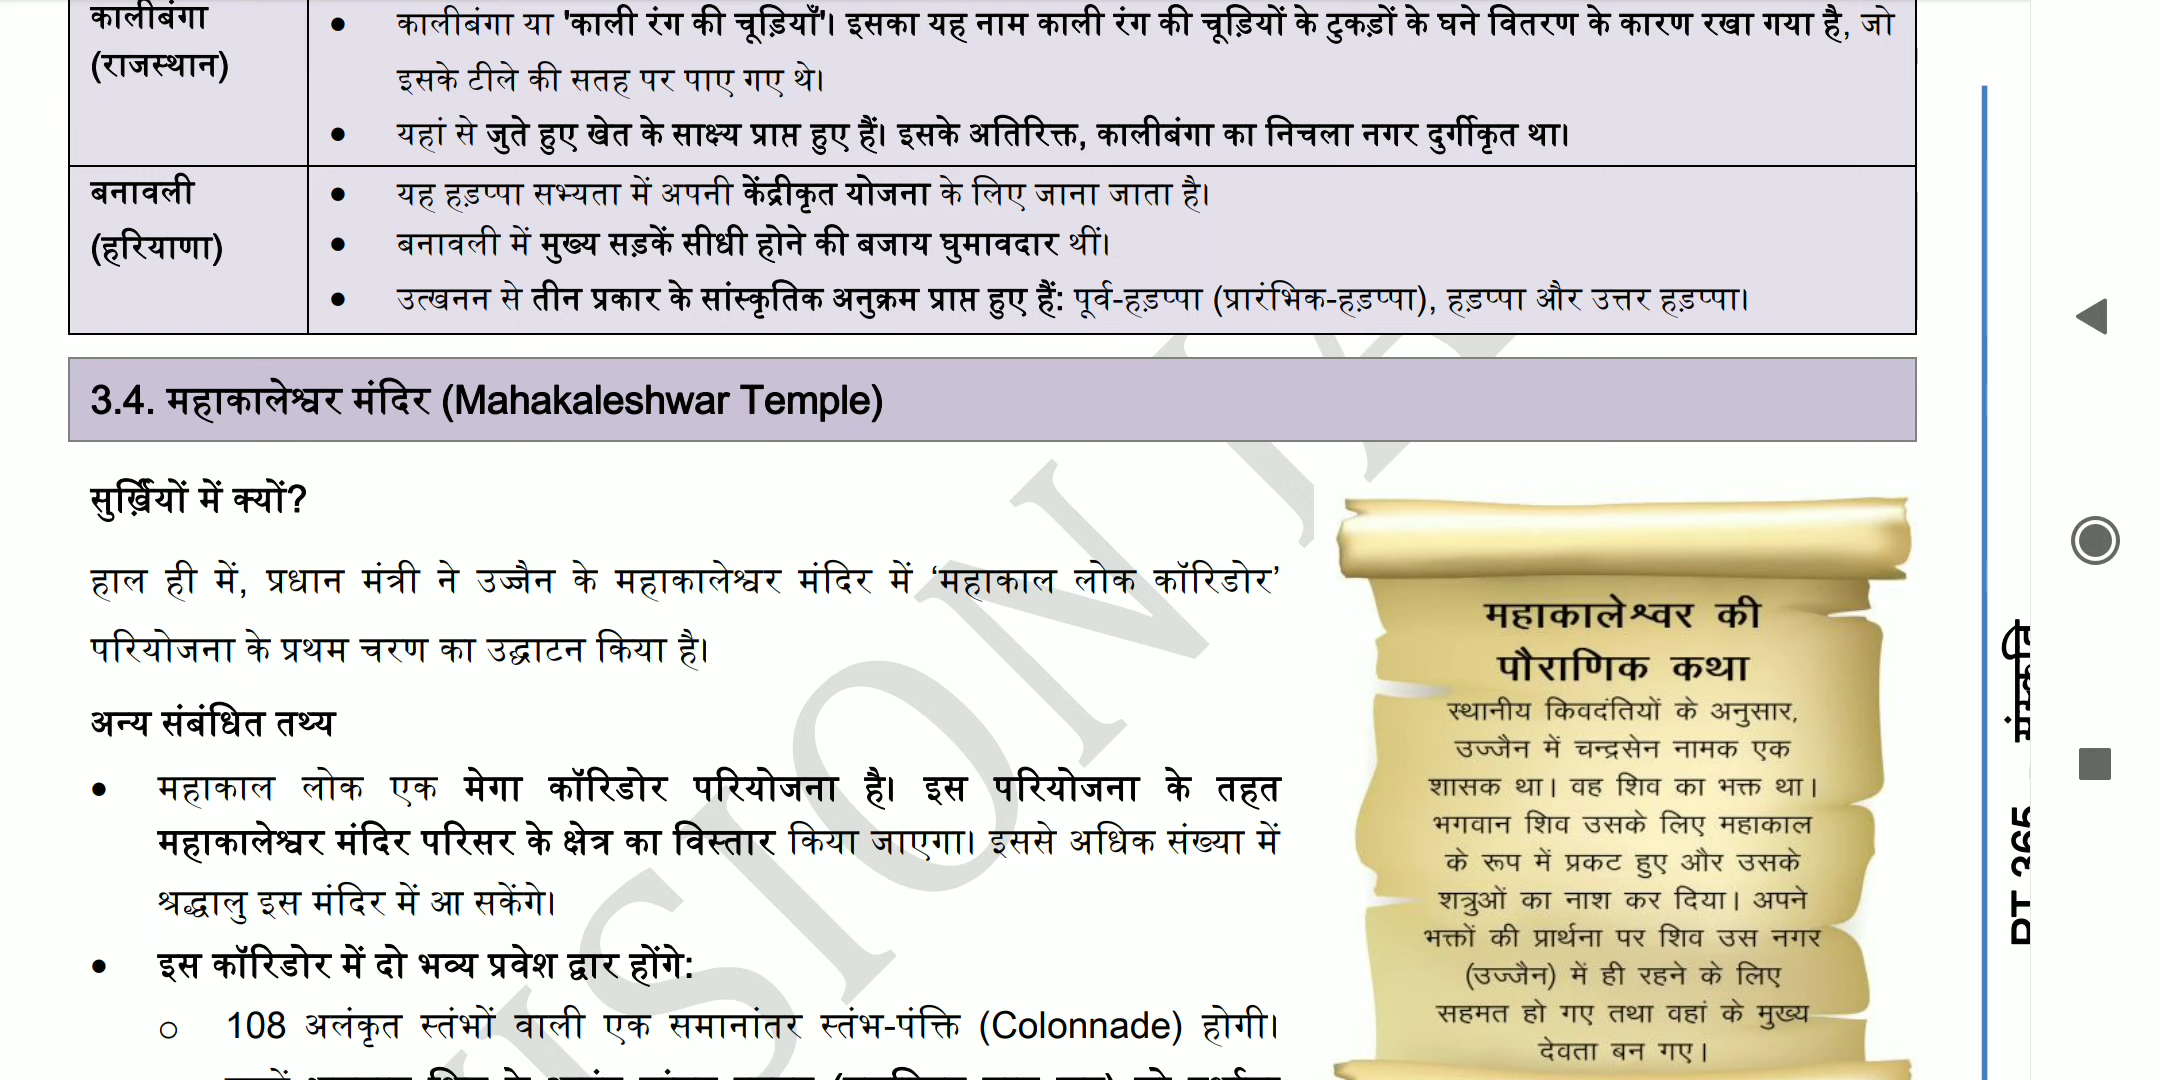 कालीबंगा
(राजस्थान)
● कालीबंगा या 'काली रंग की चूड़ियाँ'। इसका यह नाम काली रंग की चूड़ियों के टुकड़ों के घने वितरण के कारण रखा गया है, जो
इसके टीले की सतह पर पाए गए थे।
● यहां से जुते हुए खेत के साक्ष्य प्राप्त हुए हैं। इसके अतिरिक्त, कालीबंगा का निचला नगर दुर्गीकृत था।
बनावली
(हरियाणा)
● यह हड़प्पा सभ्यता में अपनी केंद्रीकृत योजना के लिए जाना जाता है।
● बनावली में मुख्य सड़कें सीधी होने की बजाय घुमावदार थीं।
● उत्खनन से तीन प्रकार के सांस्कृतिक अनुक्रम प्राप्त हुए हैं: पूर्व-हड़प्पा (प्रारंभिक-हड़प्पा), हड़प्पा और उत्तर हड़प्पा।
3.4. महाकालेश्वर मंदिर (Mahakaleshwar Temple)
सुर्ख़ियों में क्यों?
हाल ही में, प्रधान मंत्री ने उज्जैन के महाकालेश्वर मंदिर में ‘महाकाल लोक कॉरिडोर’
परियोजना के प्रथम चरण का उद्घाटन किया है।
अन्य संबंधित तथ्य
● महाकाल लोक एक मेगा कॉरिडोर परियोजना है। इस परियोजना के तहत
महाकालेश्वर मंदिर परिसर के क्षेत्र का विस्तार किया जाएगा। इससे अधिक संख्या में
श्रद्धालु इस मंदिर में आ सकेंगे।
● इस कॉरिडोर में दो भव्य प्रवेश द्वार होंगे:
○ 108 अलंकृत स्तंभों वाली एक समानांतर स्तंभ-पंक्ति (Colonnade) होगी।
महाकालेश्वर की
पौराणिक कथा
स्थानीय किवदंतियों के अनुसार,
उज्जैन में चन्द्रसेन नामक एक
शासक था। वह शिव का भक्त था।
भगवान शिव उसके लिए महाकाल
के रूप में प्रकट हुए और उसके
शत्रुओं का नाश कर दिया। अपने
भक्तों की प्रार्थना पर शिव उस नगर
(उज्जैन) में ही रहने के लिए
सहमत हो गए तथा वहां के मुख्य
देवता बन गए।
PT 365 - संस्कृति